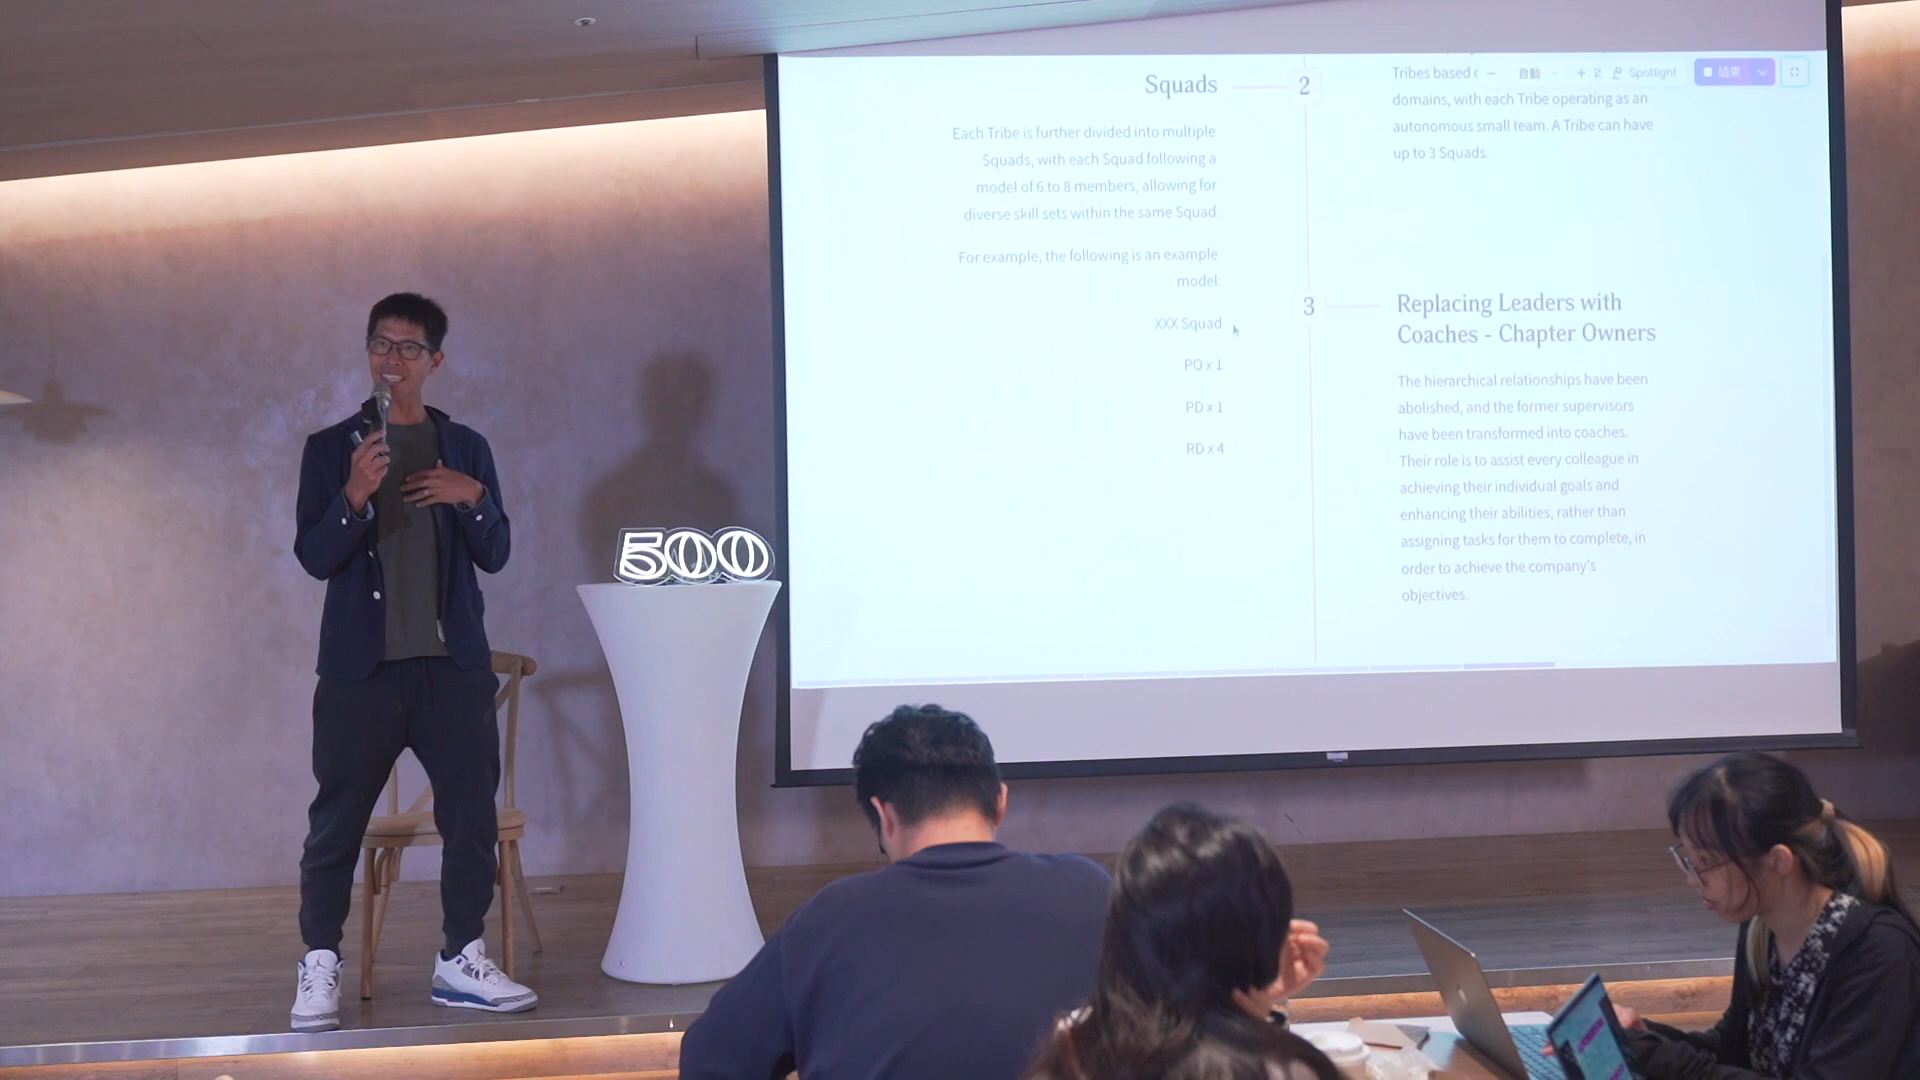 Squads
2
Each Tribe is further divided into multiple
Squads, with each Squad following a
model of 6 to 8 members, allowing for
diverse skill sets within the same Squad.
For example, the following is an example
model:
XXX Squad
PO x 1
PD x 1
RD x 4
Tribes based
domains, with each Tribe operating as an
autonomous small team. A Tribe can have
up to 3 Squads.
自動
Spotlight
結束
3
Replacing Leaders with
Coaches - Chapter Owners
The hierarchical relationships have been
abolished, and the former supervisors
have been transformed into coaches.
Their role is to assist every colleague in
achieving their individual goals and
enhancing their abilities, rather than
assigning tasks for them to complete, in
order to achieve the company's
objectives.
500